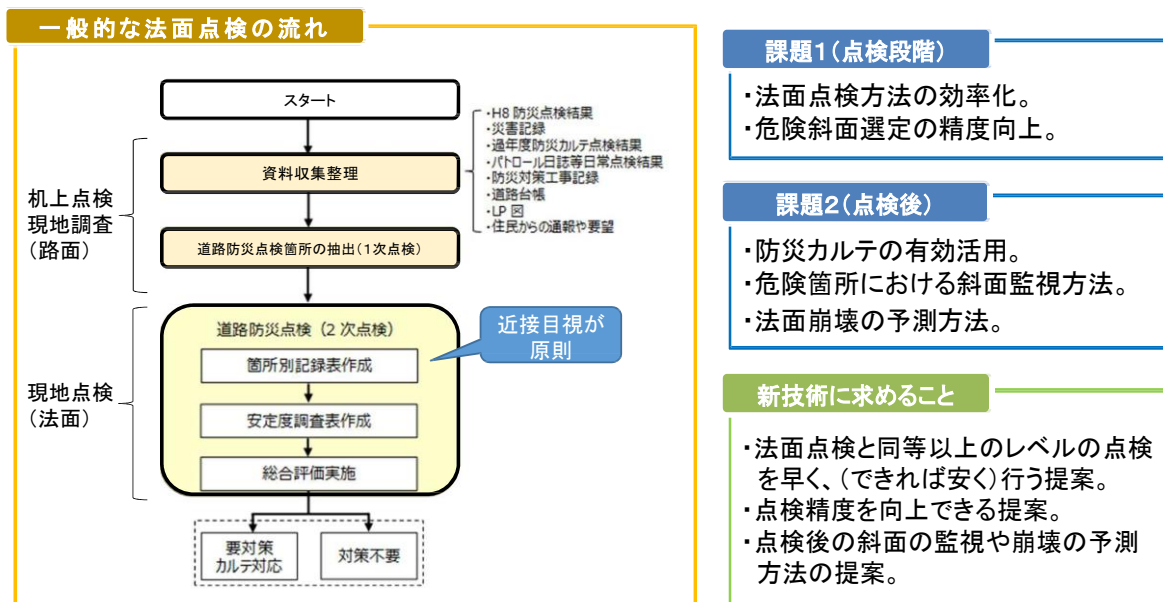 一般的な法面点検の流れ
スタート
資料収集整理
・H8 防災点検結果
・災害記録
・過年度防災カルテ点検結果
・パトロール日誌等日常点検結果
・防災対策工事記録
・道路台帳
・LP 図
・住民からの通報や要望
机上点検
現地調査
(路面)
道路防災点検箇所の抽出(1次点検)
道路防災点検(2 次点検)
近接目視が
原則
箇所別記録表作成
現地点検
(法面)
安定度調査表作成
総合評価実施
要対策
カルテ対応
対策不要
課題1(点検段階)
・法面点検方法の効率化。
・危険斜面選定の精度向上。
課題2(点検後)
・防災カルテの有効活用。
・危険箇所における斜面監視方法。
・法面崩壊の予測方法。
新技術に求めること
・法面点検と同等以上のレベルの点検
を早く、(できれば安く)行う提案。
・点検精度を向上できる提案。
・点検後の斜面の監視や崩壊の予測
方法の提案。